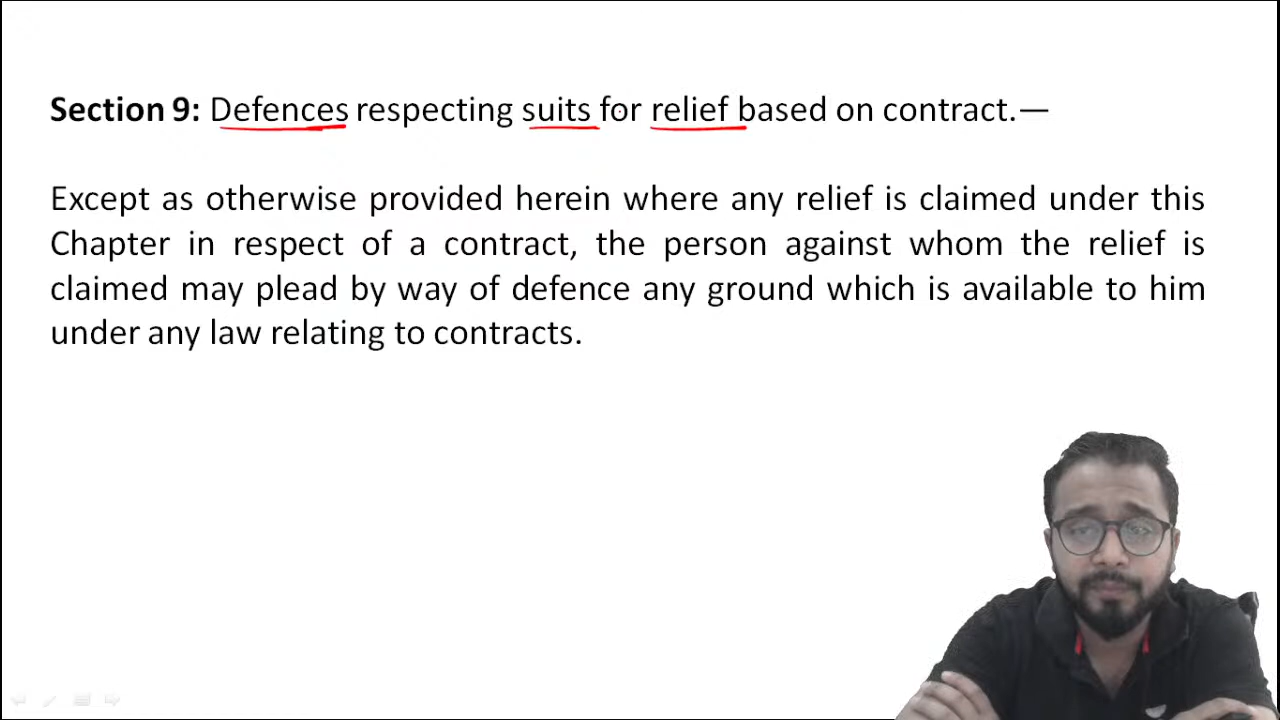 Section 9: Defences respecting suits for relief based on contract.—
Except as otherwise provided herein where any relief is claimed under this
Chapter in respect of a contract, the person against whom the relief is
claimed may plead by way of defence any ground which is available to him
under any law relating to contracts.